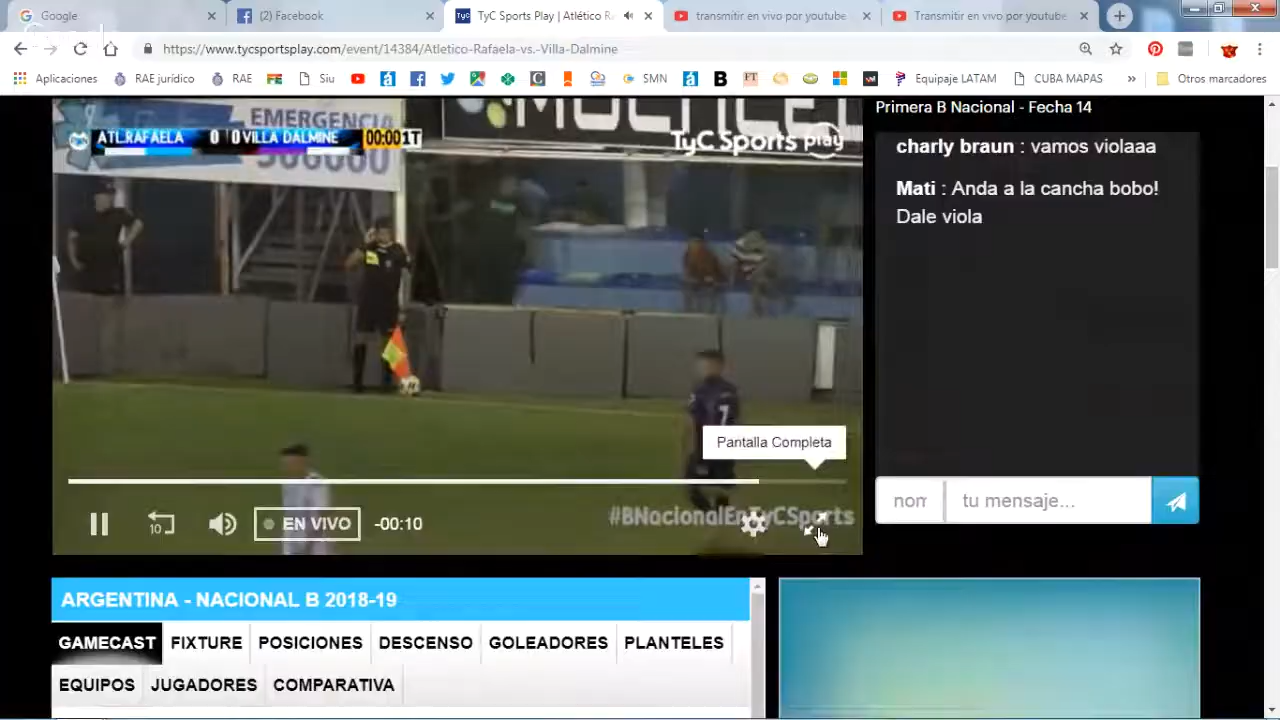 Google
(2) Facebook
TyC Sports Play | Atlético R
transmitir en vivo por youtube
Transmitir en vivo por youtube
https://www.tycsportsplay.com/event/14384/Atletico-Rafaela-vs.-Villa-Dalmine
Aplicaciones
RAE jurídico
RAE
Siu
SMN
Equipaje LATAM
CUBA MAPAS
»
Otros marcadores
EMERGENCIA
ATL.RAFAELA 0 0 VILLA DALMINE 00:00 1T
TyC Sports play
Primera B Nacional - Fecha 14
charly braun : vamos violaaa
Mati : Anda a la cancha bobo!
Dale viola
7
Pantalla Completa
nom
tu mensaje...
10
EN VIVO
-00:10
#BNacionalEnTyCSports
ARGENTINA - NACIONAL B 2018-19
GAMECAST
FIXTURE
POSICIONES
DESCENSO
GOLEADORES
PLANTELES
EQUIPOS
JUGADORES
COMPARATIVA